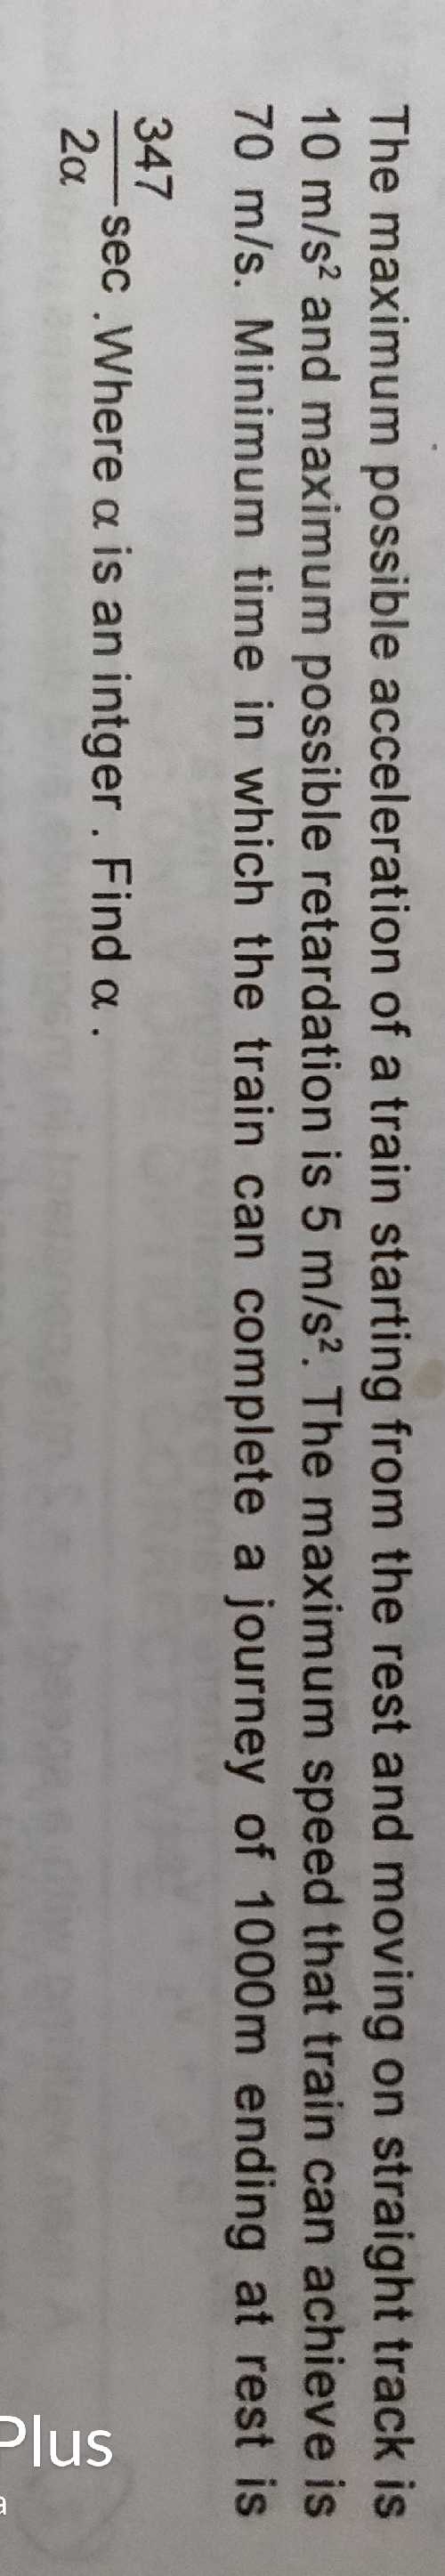 The maximum possible acceleration of a train starting from the rest and moving on straight track is
10 m/s² and maximum possible retardation is 5 m/s². The maximum speed that train can achieve is
70 m/s. Minimum time in which the train can complete a journey of 1000m ending at rest is
347/2α sec .Where α is an intger . Find α .
Plus
a